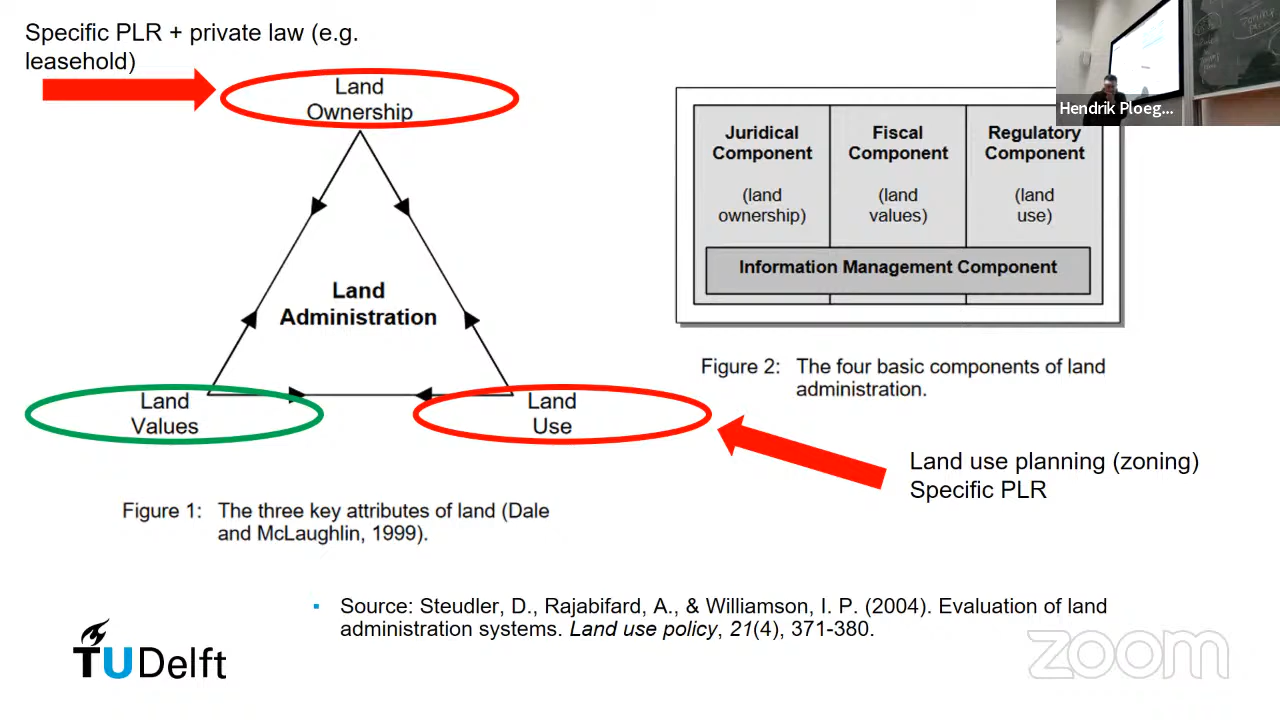 Specific PLR + private law (e.g.
leasehold)
Land
Ownership
Land
Administration
Land
Values
Land
Use
Figure 1: The three key attributes of land (Dale
and McLaughlin, 1999).
Juridical
Component
(land
ownership)
Fiscal
Component
(land
values)
Regulatory
Component
(land
use)
Information Management Component
Figure 2: The four basic components of land
administration.
Land use planning (zoning)
Specific PLR
▪ Source: Steudler, D., Rajabifard, A., & Williamson, I. P. (2004). Evaluation of land
administration systems. Land use policy, 21(4), 371-380.
TUDelft
zoom
Hendrik Ploeg...